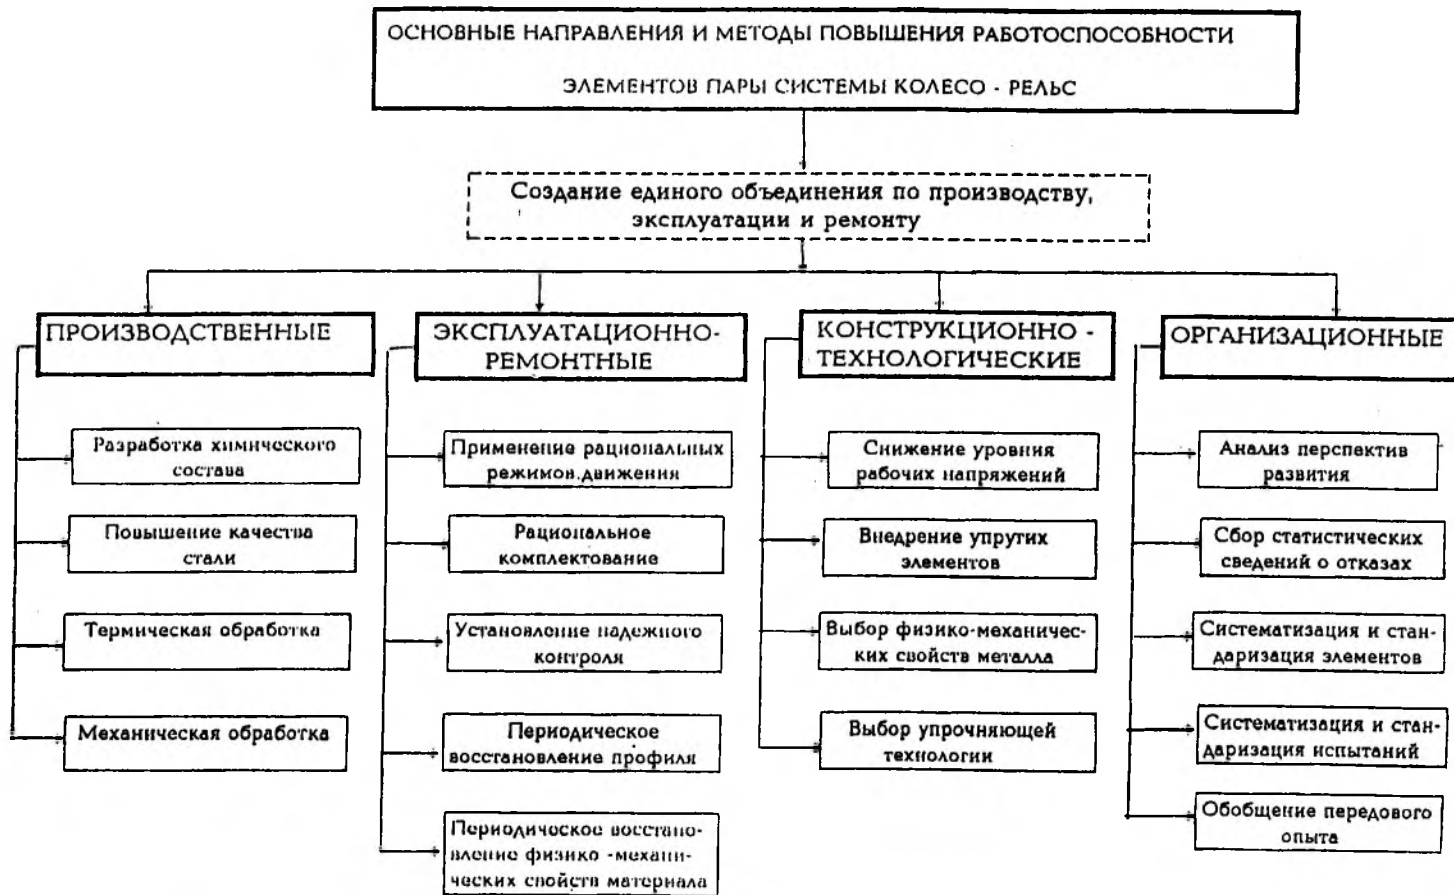 ОСНОВНЫЕ НАПРАВЛЕНИЯ И МЕТОДЫ ПОВЫШЕНИЯ РАБОТОСПОСОБНОСТИ
ЭЛЕМЕНТОВ ПАРЫ СИСТЕМЫ КОЛЕСО - РЕЛЬС
Создание единого объединения по производству,
эксплуатации и ремонту
ПРОИЗВОДСТВЕННЫЕ
Разработка химического
состава
Повышение качества
стали
Термическая обработка
Механическая обработка
ЭКСПЛУАТАЦИОННО-
РЕМОНТНЫЕ
Применение рациональных
режимов.движения
Рациональное
комплектование
Установление надежного
контроля
Периодическое
восстановление профиля
Периодическое восстано-
вление физико -механи-
ческих свойств материала
КОНСТРУКЦИОННО -
ТЕХНОЛОГИЧЕСКИЕ
Снижение уровня
рабочих напряжений
Внедрение упругих
элементов
Выбор физико-механичес-
ких свойств металла
Выбор упрочняющей
технологии
ОРГАНИЗАЦИОННЫЕ
Анализ перспектив
развития
Сбор статистических
сведений о отказах
Систематизация и стан-
даризация элементов
Систематизация и стан-
даризация испытаний
Обобщение передового
опыта